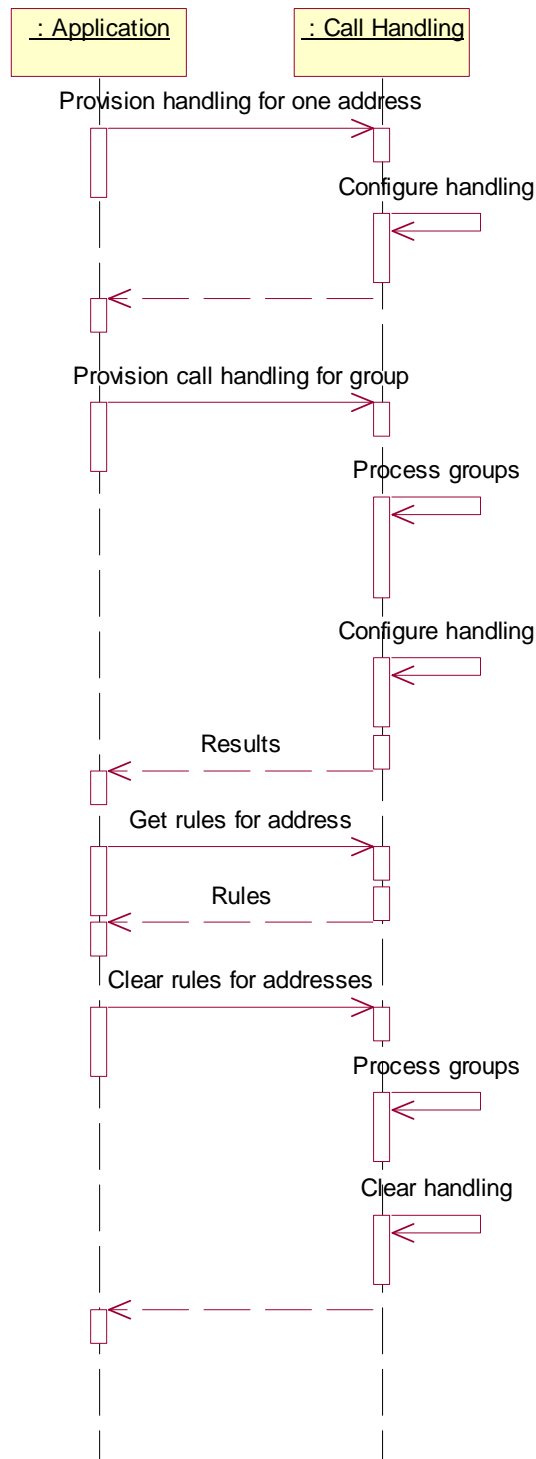 : Application
: Call Handling
Provision handling for one address
Configure handling
Provision call handling for group
Process groups
Configure handling
Results
Get rules for address
Rules
Clear rules for addresses
Process groups
Clear handling